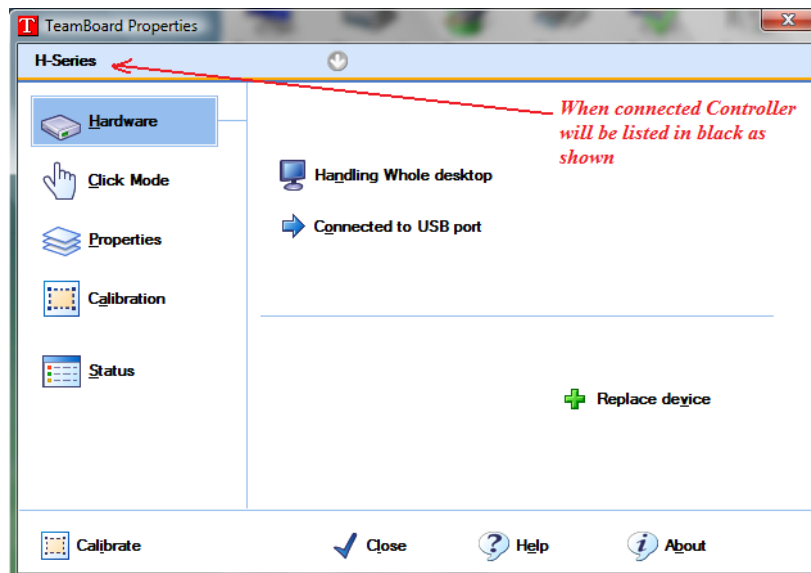 T TeamBoard Properties
H-Series
When connected Controller
will be listed in black as
shown
Hardware
Click Mode
Properties
Calibration
Status
Handling Whole desktop
Connected to USB port
Replace device
Calibrate
Close
Help
About